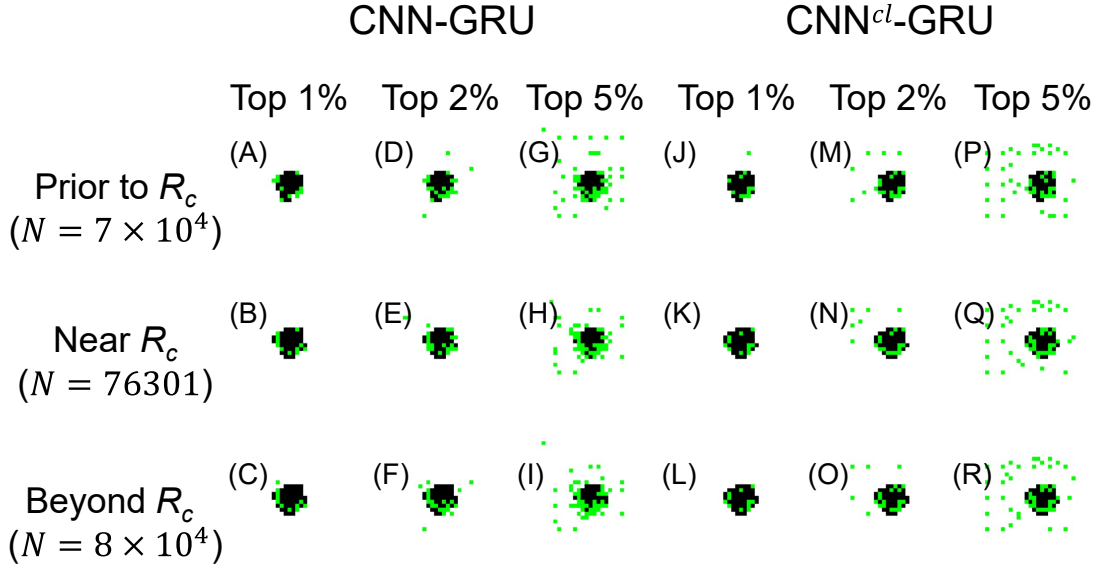 CNN-GRU CNN^cl-GRU
Top 1% Top 2% Top 5% Top 1% Top 2% Top 5%
(A) (D) (G) (J) (M) (P)
Prior to R_c
(N = 7 × 10^4)
(B) (E) (H) (K) (N) (Q)
Near R_c
(N = 76301)
(C) (F) (I) (L) (O) (R)
Beyond R_c
(N = 8 × 10^4)